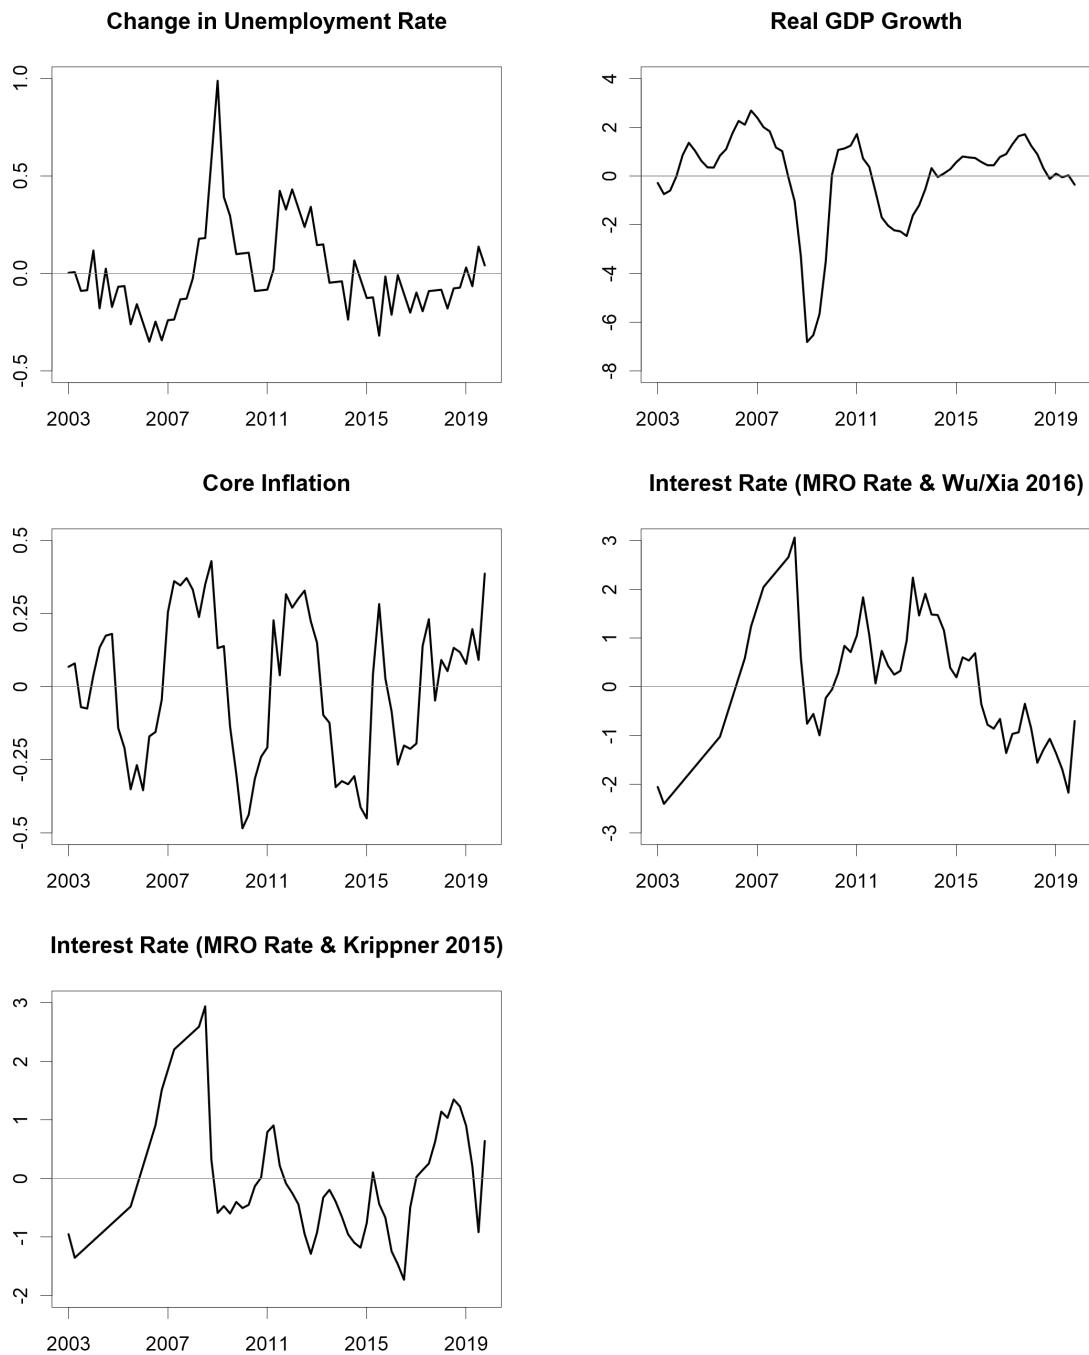 Change in Unemployment Rate
1.0
0.5
0.0
-0.5
2003 2007 2011 2015 2019
Real GDP Growth
4
2
0
-2
-4
-6
-8
2003 2007 2011 2015 2019
Core Inflation
0.5
0.25
0
-0.25
-0.5
2003 2007 2011 2015 2019
Interest Rate (MRO Rate & Wu/Xia 2016)
3
2
1
0
-1
-2
-3
2003 2007 2011 2015 2019
Interest Rate (MRO Rate & Krippner 2015)
3
2
1
0
-1
-2
2003 2007 2011 2015 2019